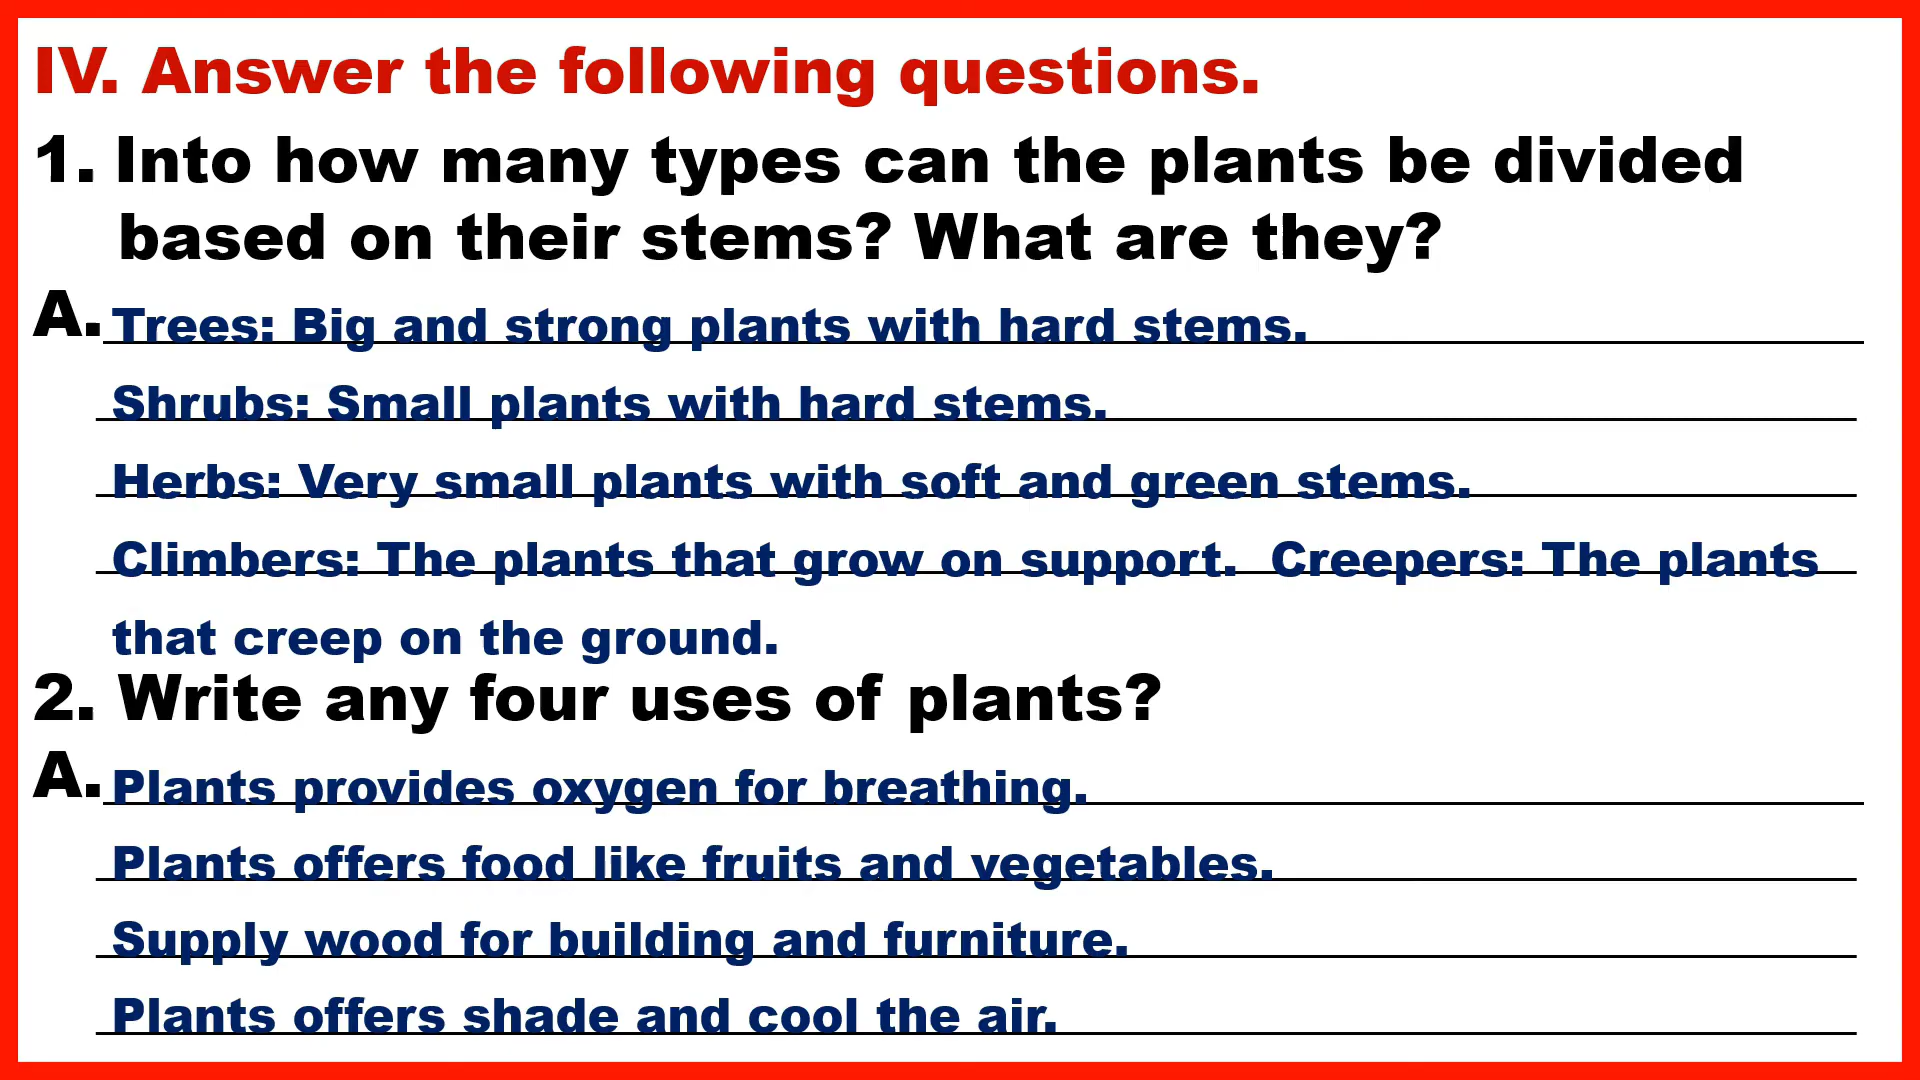 IV. Answer the following questions.
1. Into how many types can the plants be divided
based on their stems? What are they?
A. Trees: Big and strong plants with hard stems.
Shrubs: Small plants with hard stems.
Herbs: Very small plants with soft and green stems.
Climbers: The plants that grow on support. Creepers: The plants
that creep on the ground.
2. Write any four uses of plants?
A. Plants provides oxygen for breathing.
Plants offers food like fruits and vegetables.
Supply wood for building and furniture.
Plants offers shade and cool the air.